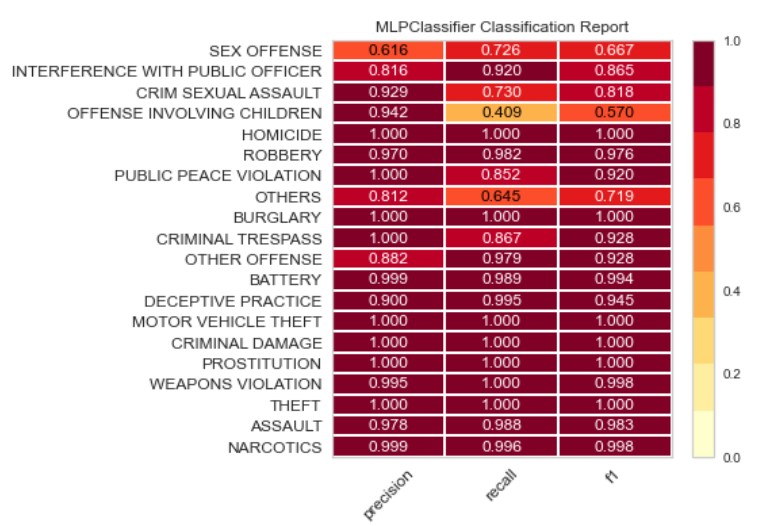 MLPClassifier Classification Report
SEX OFFENSE 0.616 0.726 0.667
INTERFERENCE WITH PUBLIC OFFICER 0.816 0.920 0.865
CRIM SEXUAL ASSAULT 0.929 0.730 0.818
OFFENSE INVOLVING CHILDREN 0.942 0.409 0.570
HOMICIDE 1.000 1.000 1.000
ROBBERY 0.970 0.982 0.976
PUBLIC PEACE VIOLATION 1.000 0.852 0.920
OTHERS 0.812 0.645 0.719
BURGLARY 1.000 1.000 1.000
CRIMINAL TRESPASS 1.000 0.867 0.928
OTHER OFFENSE 0.882 0.979 0.928
BATTERY 0.999 0.989 0.994
DECEPTIVE PRACTICE 0.900 0.995 0.945
MOTOR VEHICLE THEFT 1.000 1.000 1.000
CRIMINAL DAMAGE 1.000 1.000 1.000
PROSTITUTION 1.000 1.000 1.000
WEAPONS VIOLATION 0.995 1.000 0.998
THEFT 1.000 1.000 1.000
ASSAULT 0.978 0.988 0.983
NARCOTICS 0.999 0.996 0.998
precision recall f1
1.0
0.8
0.6
0.4
0.2
0.0